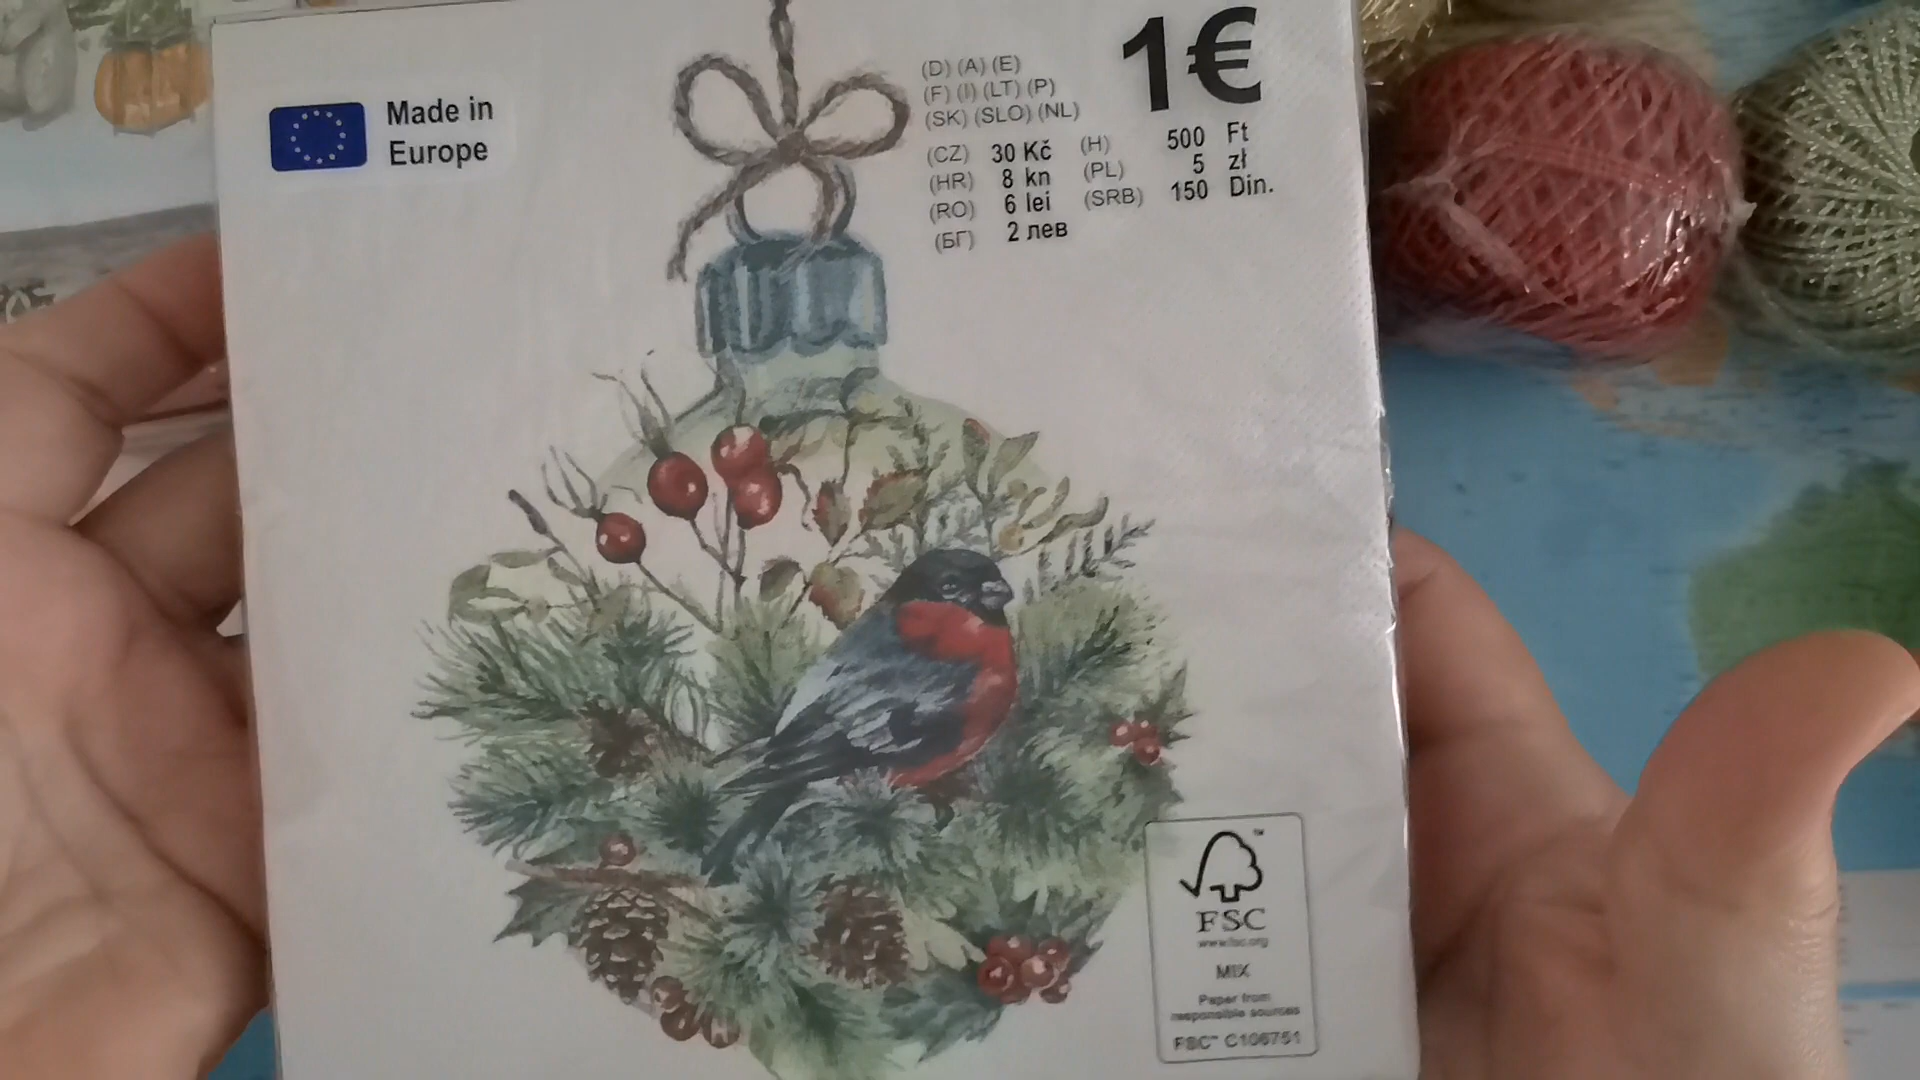 Made in
Europe
(D) (A) (E)
(F) (I) (LT) (P)
(SK) (SLO) (NL)
1€
(CZ) 30 Kč (H) 500 Ft
(HR) 8 kn (PL) 5 zł
(RO) 6 lei (SRB) 150 Din.
(БГ) 2 лев
FSC
www.fsc.org
MIX
Paper from
responsible sources
FSC™ C106751